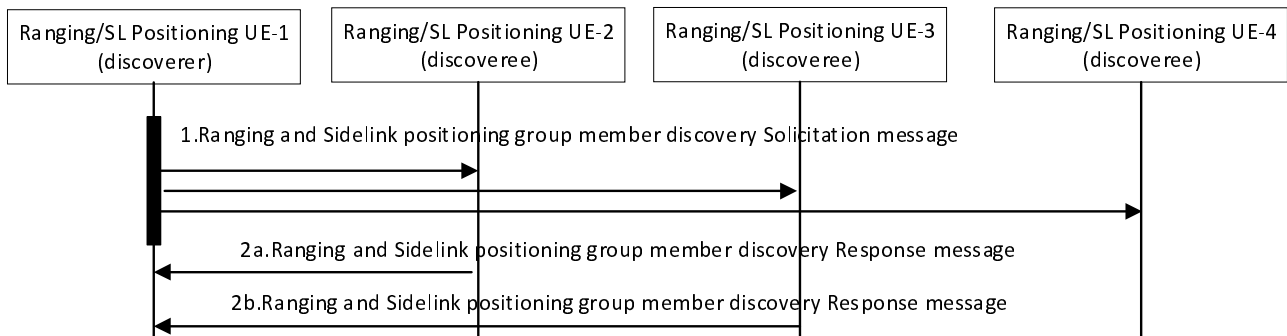 Ranging/SL Positioning UE-1
(discoverer)
Ranging/SL Positioning UE-2
(discoveree)
Ranging/SL Positioning UE-3
(discoveree)
Ranging/SL Positioning UE-4
(discoveree)
1.Ranging and Sidelink positioning group member discovery Solicitation message
2a.Ranging and Sidelink positioning group member discovery Response message
2b.Ranging and Sidelink positioning group member discovery Response message